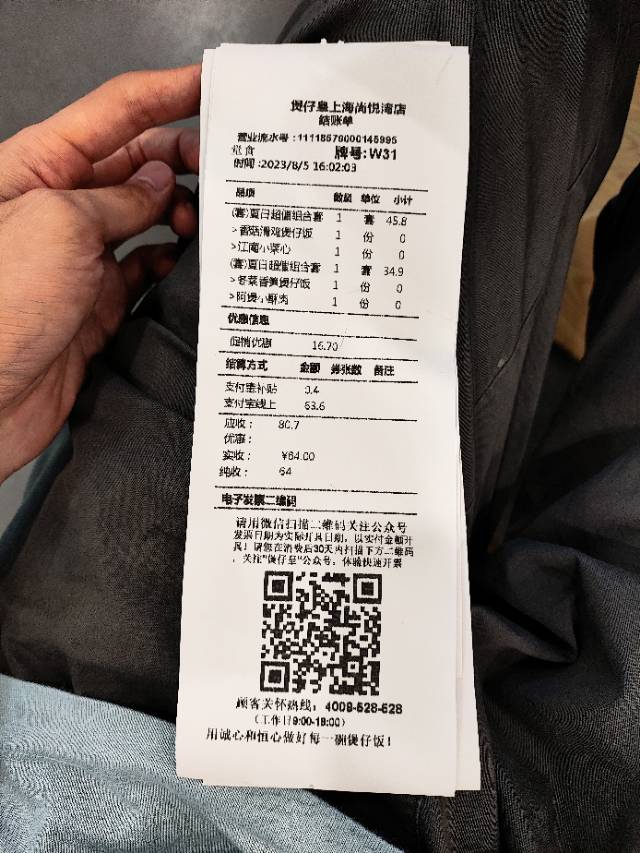 煲仔皇上海尚悦湾店
结账单
营业流水号：11118579000145995
堂食 牌号:W31
时间:2023/8/5 16:02:03
品项 数量 单位 小计
(套)夏日超值组合套 1 套 45.8
>香菇滑鸡煲仔饭 1 份 0
>江南小菜心 1 份 0
(套)夏日超值组合套 1 套 34.9
>冬菜香饭煲仔饭 1 份 0
>阿煲小酥肉 1 份 0
优惠信息
促销优惠 16.70
结算方式 金额 券张数 备注
支付宝补贴 0.4
支付宝线上 63.6
应收： 80.7
优惠：
实收： ¥64.00
纯收： 64
电子发票二维码
请用微信扫描二维码关注公众号
发票日期为实际开具日期，以实付金额开
具！请您在消费后30天内扫描下方二维码
，关注"煲仔皇"公众号，体验快速开票
顾客关怀热线：4008-528-528
（工作日9:00-18:00）
用诚心和恒心做好每一碗煲仔饭！